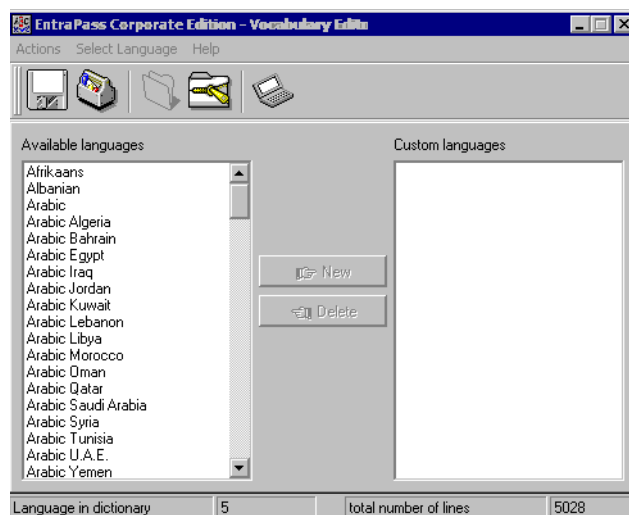 EntraPass Corporate Edition - Vocabulary
Actions Select Language Help
Available languages
Custom languages
Afrikaans
Albanian
Arabic
Arabic Algeria
Arabic Bahrain
Arabic Egypt
Arabic Iraq
Arabic Jordan
Arabic Kuwait
Arabic Lebanon
Arabic Libya
Arabic Morocco
Arabic Oman
Arabic Qatar
Arabic Saudi Arabia
Arabic Syria
Arabic Tunisia
Arabic U.A.E.
Arabic Yemen
New
Delete
Language in dictionary 5 total number of lines 5028